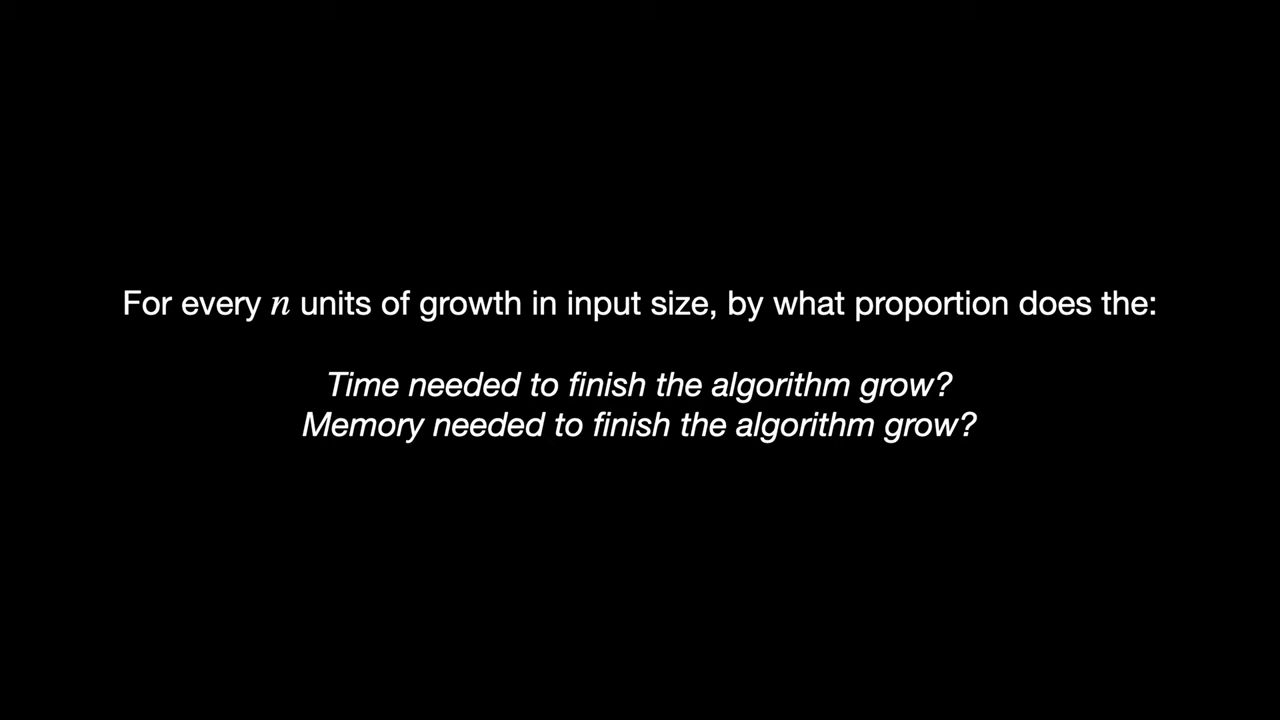 For every n units of growth in input size, by what proportion does the:
Time needed to finish the algorithm grow?
Memory needed to finish the algorithm grow?